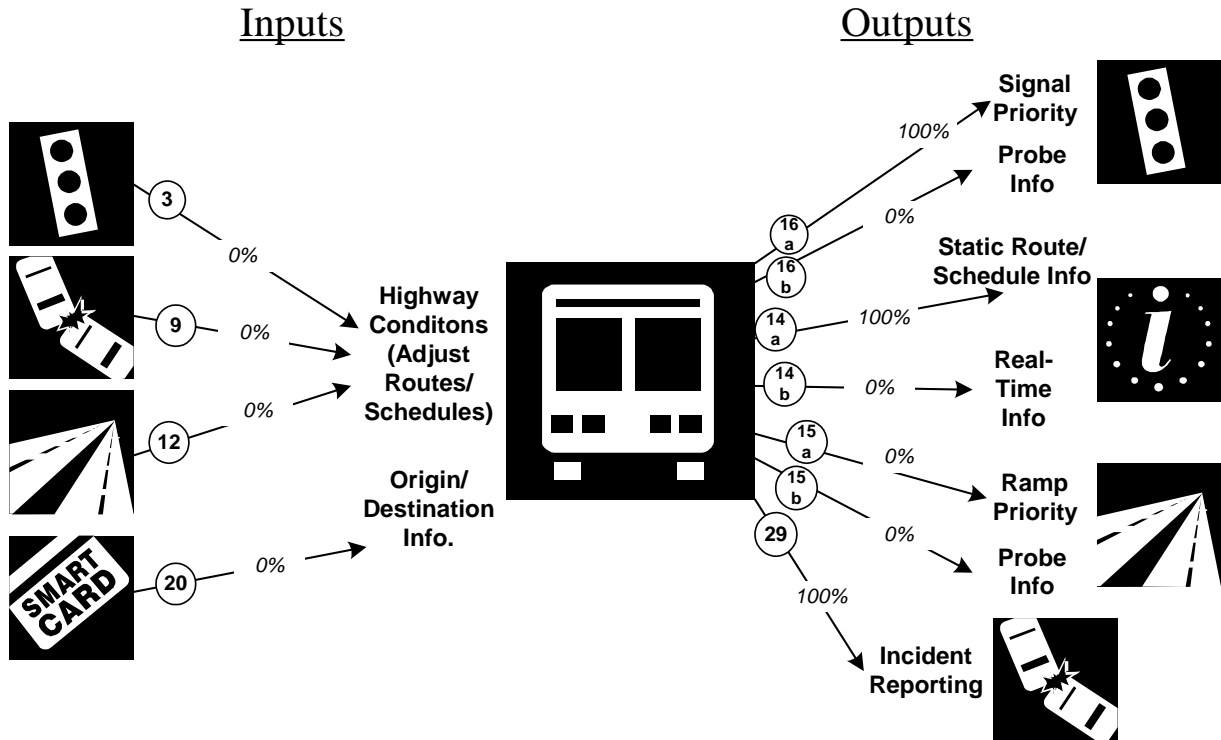 Inputs
Outputs
3
0%
9
0%
12
0%
20
0%
SMART
CARD
Highway
Conditons
(Adjust
Routes/
Schedules)
Origin/
Destination
Info.
16
a
100%
Signal
Priority
16
b
0%
Probe
Info
14
a
100%
Static Route/
Schedule Info
i
14
b
0%
Real-
Time
Info
15
a
0%
Ramp
Priority
15
b
0%
Probe
Info
29
100%
Incident
Reporting